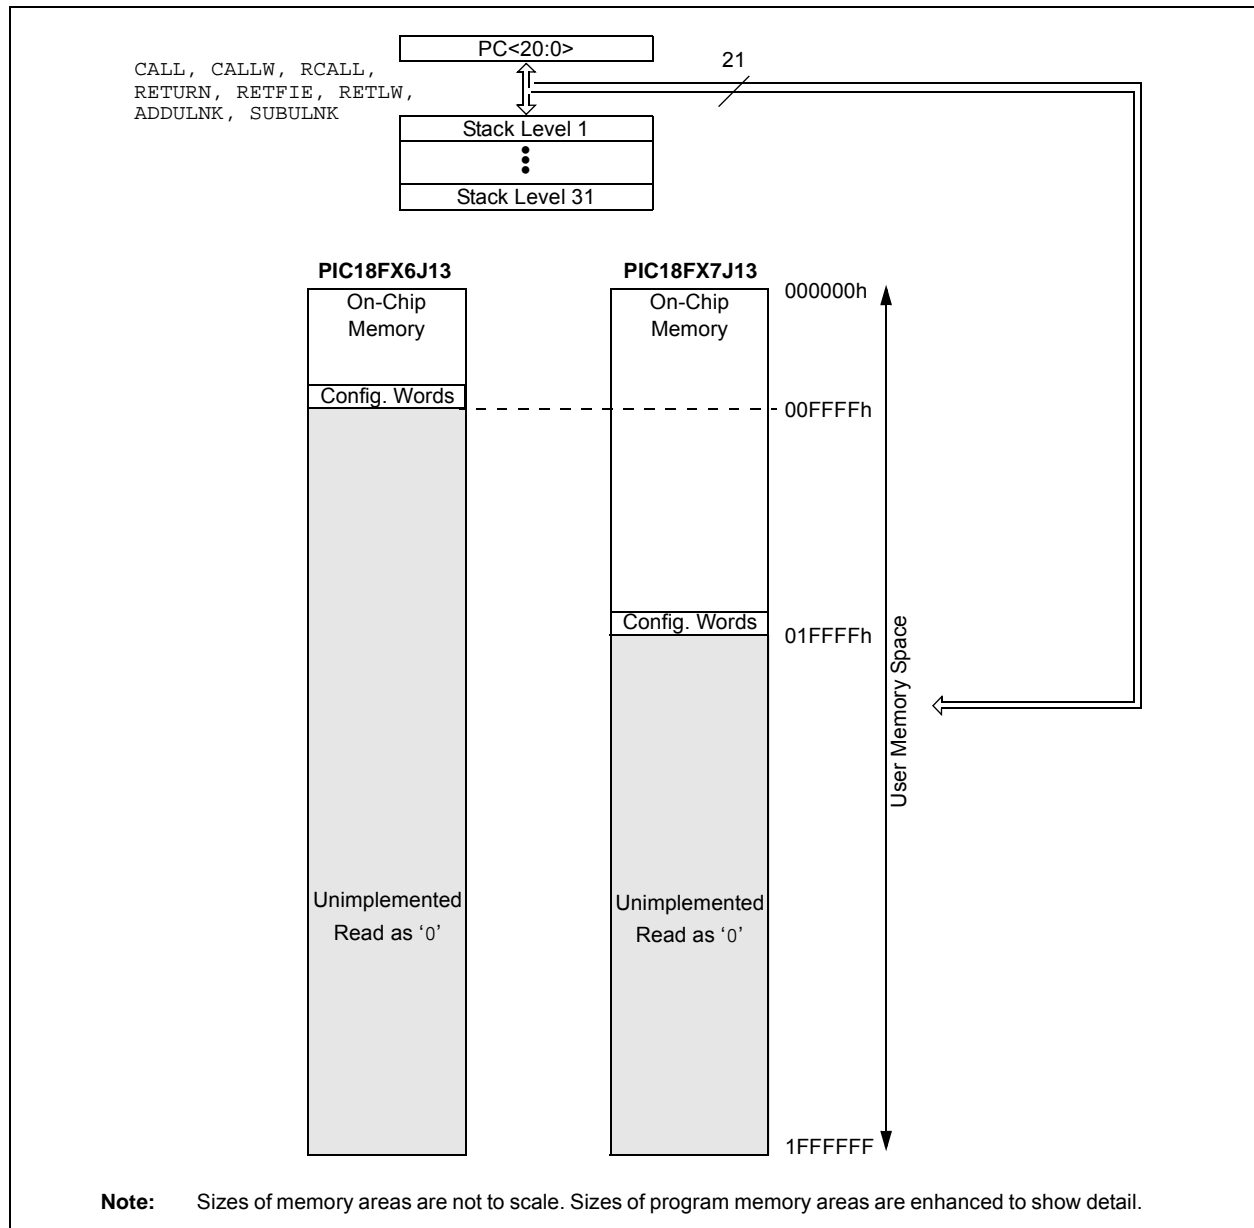 PC<20:0>
21
CALL, CALLW, RCALL,
RETURN, RETFIE, RETLW,
ADDULNK, SUBULNK
Stack Level 1
Stack Level 31
PIC18FX6J13
PIC18FX7J13
On-Chip
Memory
On-Chip
Memory
000000h
Config. Words
00FFFFh
Config. Words
01FFFFh
User Memory Space
Unimplemented
Read as ‘0’
Unimplemented
Read as ‘0’
1FFFFFF
Note: Sizes of memory areas are not to scale. Sizes of program memory areas are enhanced to show detail.